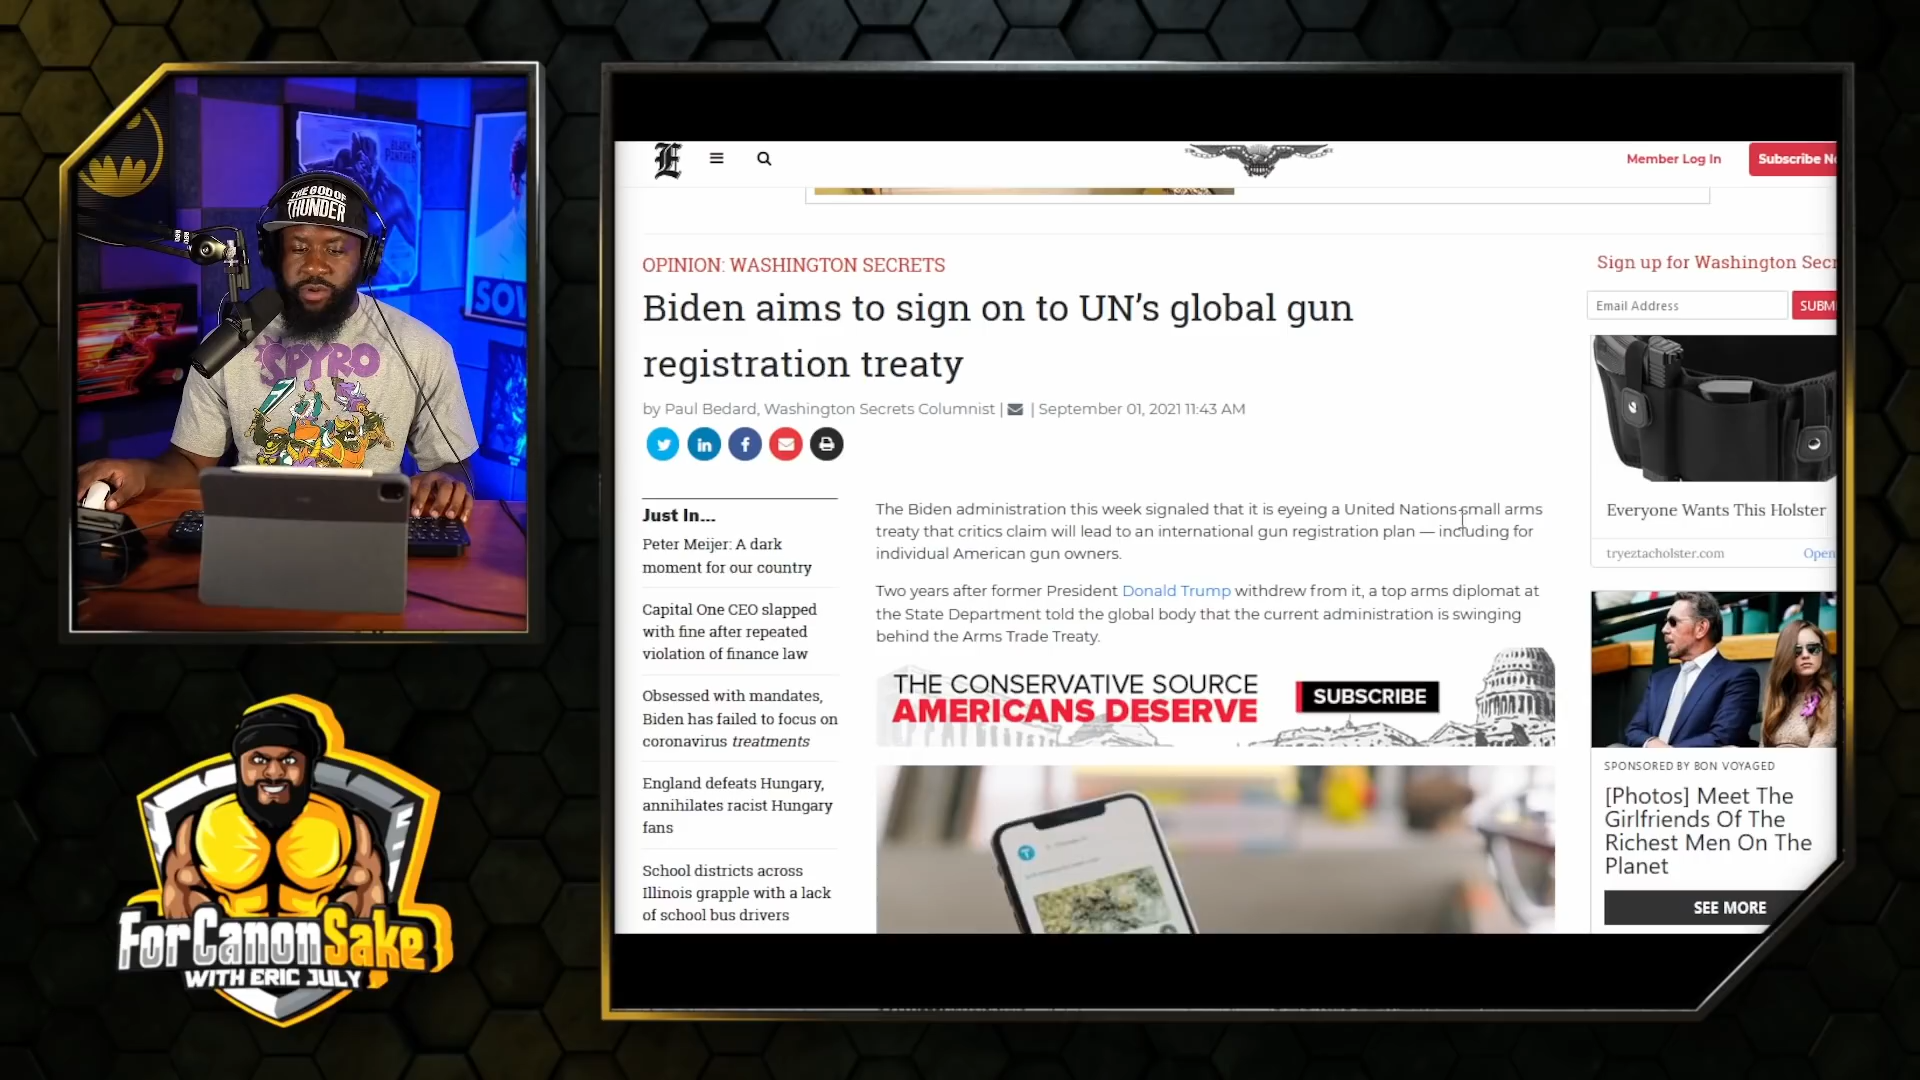 BLACK
PANTHER
THE GOD OF
THUNDER
SPYRO
ForCanonSake
WITH ERIC JULY
E
Member Log In
Subscribe N
OPINION: WASHINGTON SECRETS
Biden aims to sign on to UN’s global gun
registration treaty
by Paul Bedard, Washington Secrets Columnist | | September 01, 2021 11:43 AM
Just In...
Peter Meijer: A dark
moment for our country
Capital One CEO slapped
with fine after repeated
violation of finance law
Obsessed with mandates,
Biden has failed to focus on
coronavirus treatments
England defeats Hungary,
annihilates racist Hungary
fans
School districts across
Illinois grapple with a lack
of school bus drivers
The Biden administration this week signaled that it is eyeing a United Nations small arms
treaty that critics claim will lead to an international gun registration plan — including for
individual American gun owners.
Two years after former President Donald Trump withdrew from it, a top arms diplomat at
the State Department told the global body that the current administration is swinging
behind the Arms Trade Treaty.
THE CONSERVATIVE SOURCE
AMERICANS DESERVE
SUBSCRIBE
Sign up for Washington Secr
Email Address
SUBM
Everyone Wants This Holster
tryeztacholster.com
Open
SPONSORED BY BON VOYAGED
[Photos] Meet The
Girlfriends Of The
Richest Men On The
Planet
SEE MORE